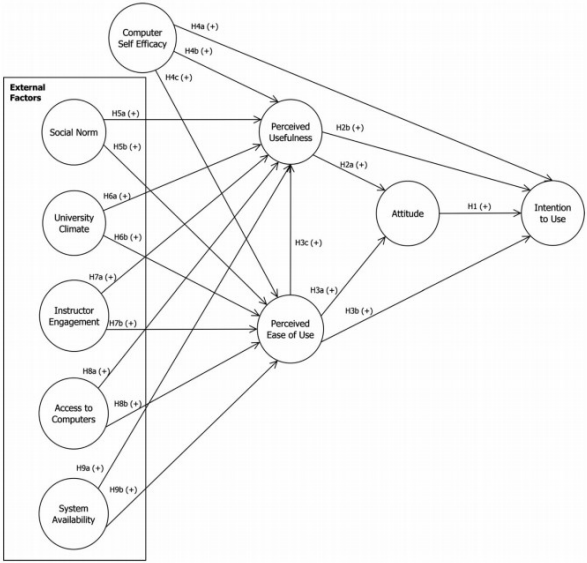 H4a (+)
Computer
Self Efficacy
H4b (+)
H4c (+)
External
Factors
H5a (+)
Social Norm
Perceived
Usefulness
H2b (+)
H5b (+)
H2a (+)
H6a (+)
University
Climate
Attitude
H1 (+)
Intention
to Use
H6b (+)
H3c (+)
H7a (+)
H3a (+)
Instructor
Engagement
H7b (+)
Perceived
Ease of Use
H3b (+)
H8a (+)
Access to
Computers
H8b (+)
H9a (+)
H9b (+)
System
Availability